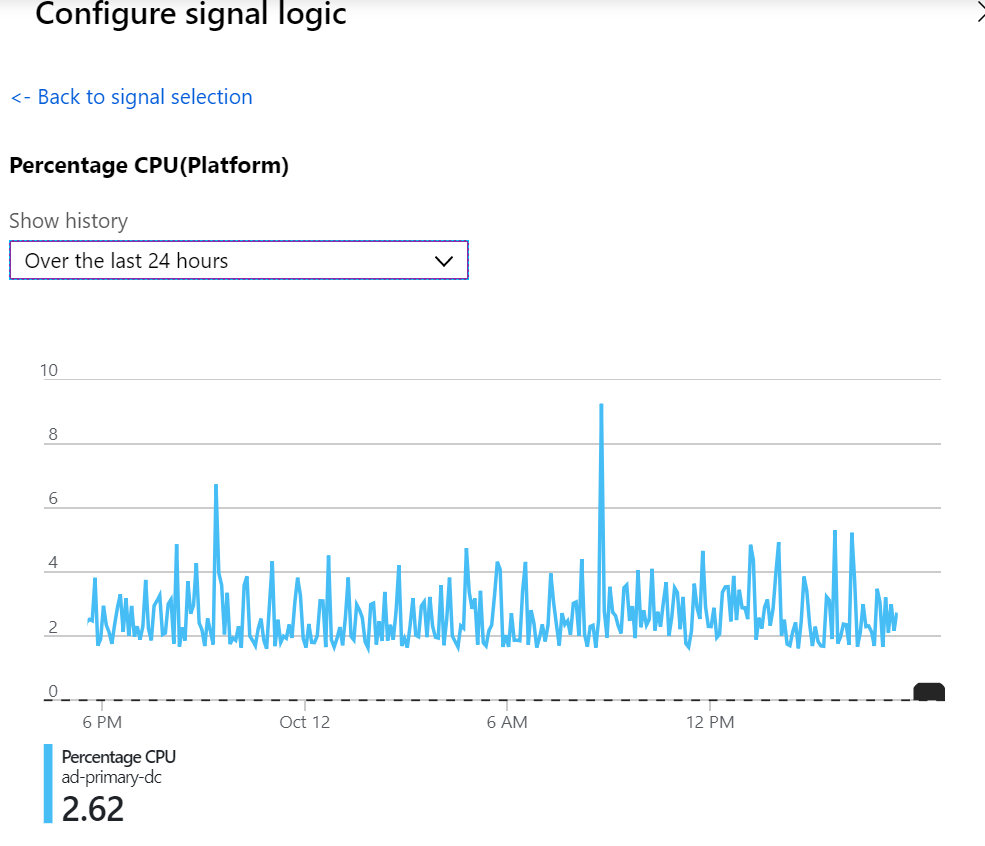 Configure signal logic
<- Back to signal selection
Percentage CPU(Platform)
Show history
Over the last 24 hours
10
8
6
4
2
0
6 PM
Oct 12
6 AM
12 PM
Percentage CPU
ad-primary-dc
2.62